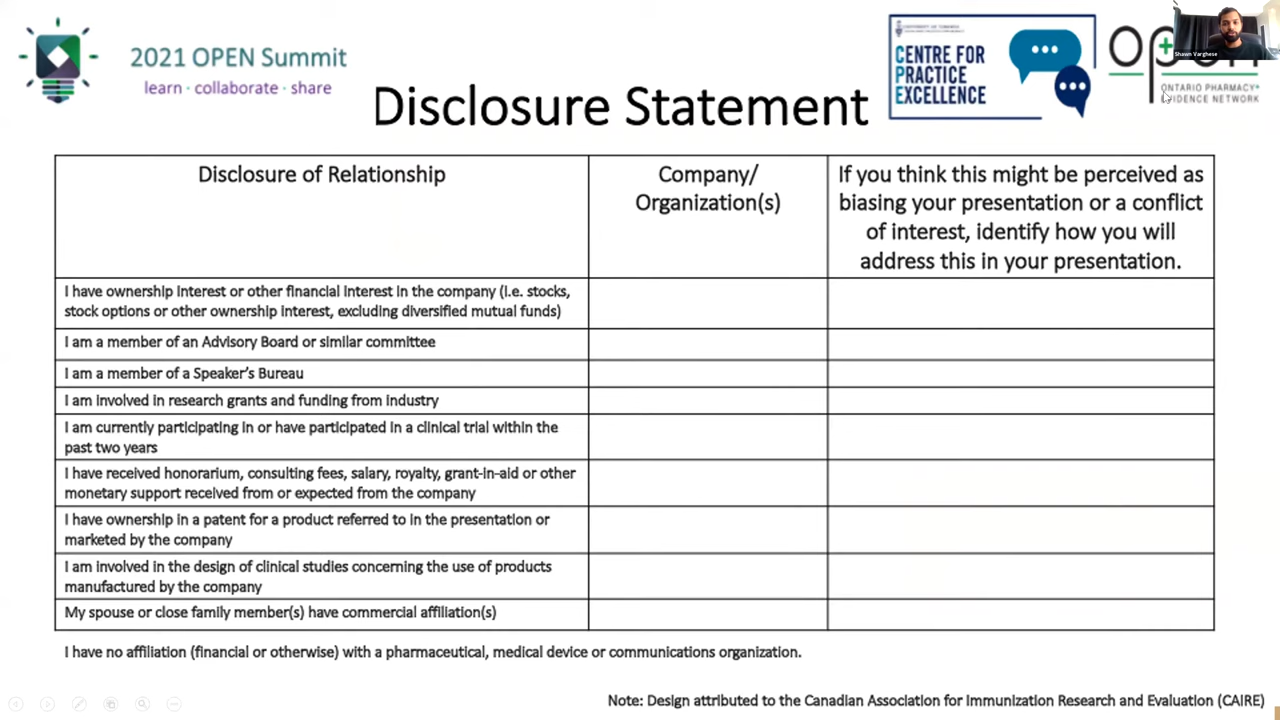 2021 OPEN Summit
learn · collaborate · share
CENTRE FOR
PRACTICE
EXCELLENCE
Shawn Varghese
open
ONTARIO PHARMACY
EVIDENCE NETWORK
Disclosure Statement
Disclosure of Relationship
Company/
Organization(s)
If you think this might be perceived as
biasing your presentation or a conflict
of interest, identify how you will
address this in your presentation.
I have ownership interest or other financial interest in the company (i.e. stocks,
stock options or other ownership interest, excluding diversified mutual funds)
I am a member of an Advisory Board or similar committee
I am a member of a Speaker's Bureau
I am involved in research grants and funding from industry
I am currently participating in or have participated in a clinical trial within the
past two years
I have received honorarium, consulting fees, salary, royalty, grant-in-aid or other
monetary support received from or expected from the company
I have ownership in a patent for a product referred to in the presentation or
marketed by the company
I am involved in the design of clinical studies concerning the use of products
manufactured by the company
My spouse or close family member(s) have commercial affiliation(s)
I have no affiliation (financial or otherwise) with a pharmaceutical, medical device or communications organization.
Note: Design attributed to the Canadian Association for Immunization Research and Evaluation (CAIRE)